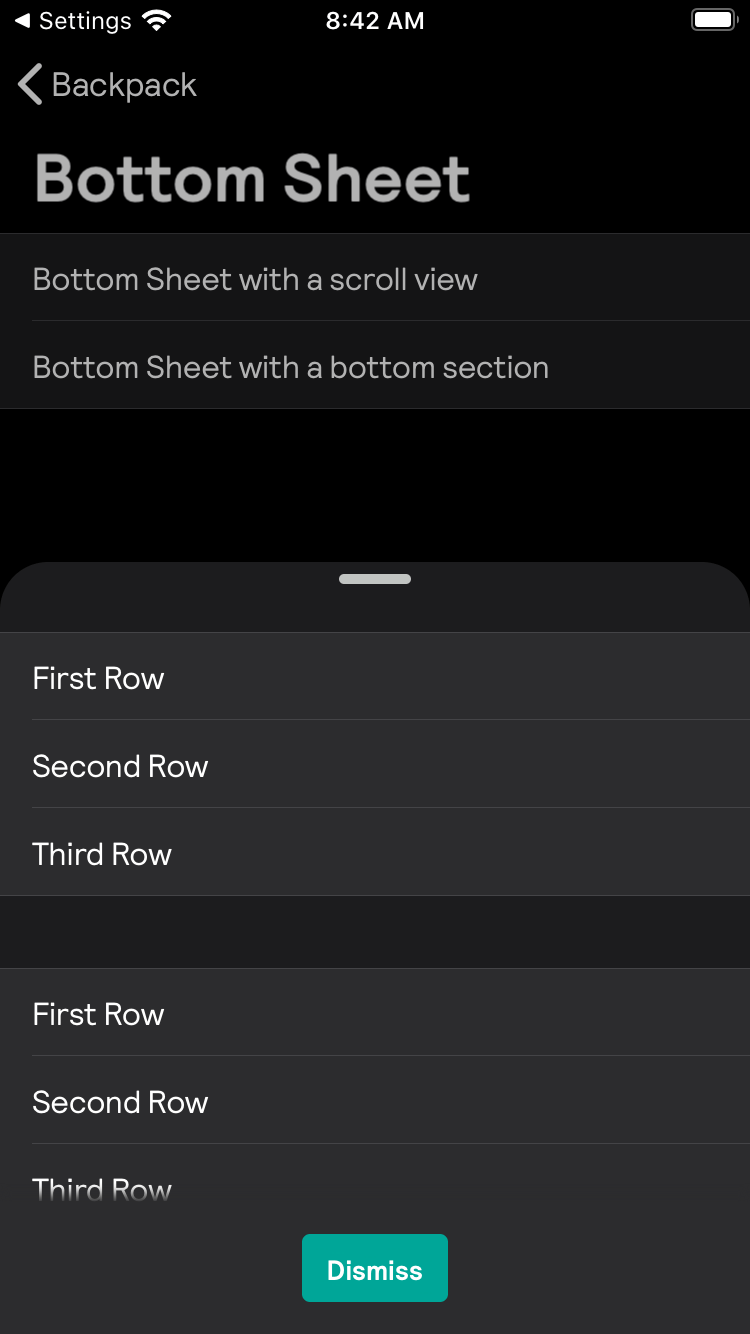 Settings 8:42 AM
Backpack
Bottom Sheet
Bottom Sheet with a scroll view
Bottom Sheet with a bottom section
First Row
Second Row
Third Row
First Row
Second Row
Third Row
Dismiss